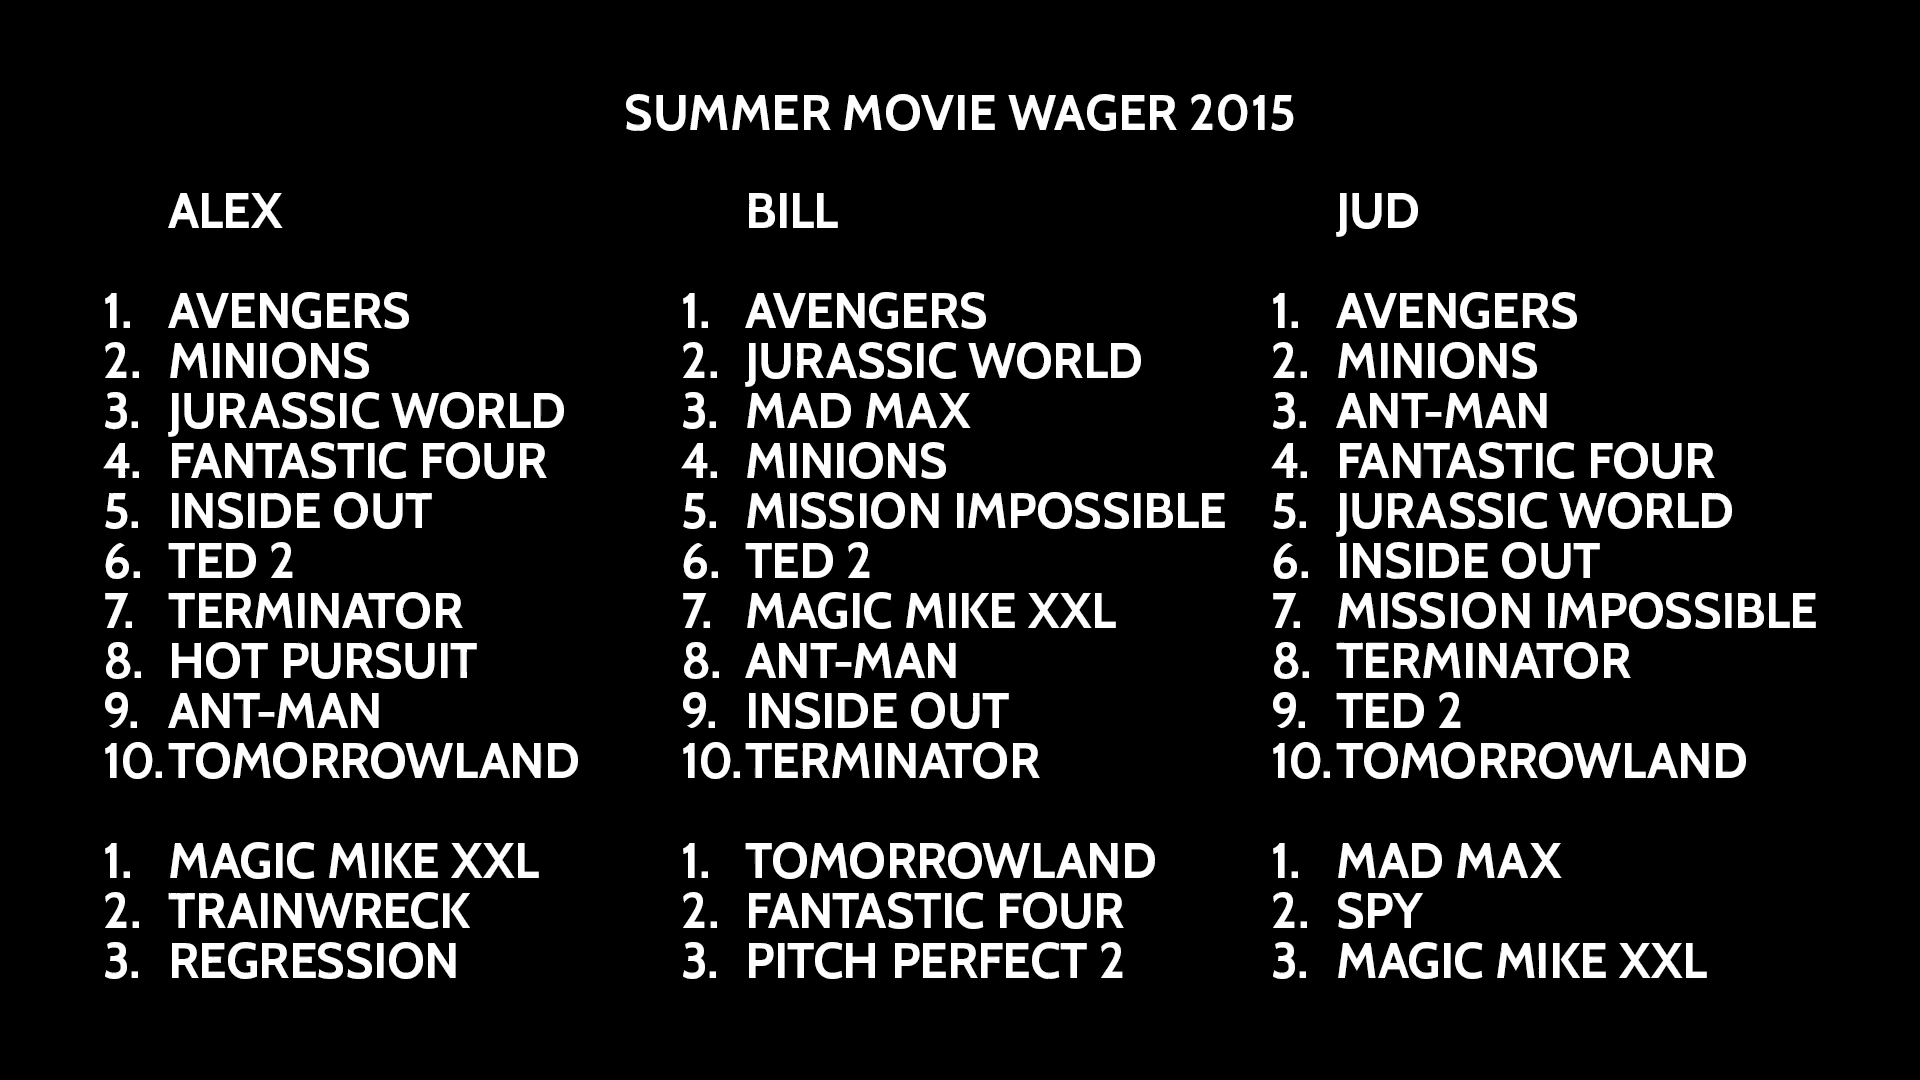 SUMMER MOVIE WAGER 2015
ALEX
1. AVENGERS
2. MINIONS
3. JURASSIC WORLD
4. FANTASTIC FOUR
5. INSIDE OUT
6. TED 2
7. TERMINATOR
8. HOT PURSUIT
9. ANT-MAN
10. TOMORROWLAND
1. MAGIC MIKE XXL
2. TRAINWRECK
3. REGRESSION
BILL
1. AVENGERS
2. JURASSIC WORLD
3. MAD MAX
4. MINIONS
5. MISSION IMPOSSIBLE
6. TED 2
7. MAGIC MIKE XXL
8. ANT-MAN
9. INSIDE OUT
10. TERMINATOR
1. TOMORROWLAND
2. FANTASTIC FOUR
3. PITCH PERFECT 2
JUD
1. AVENGERS
2. MINIONS
3. ANT-MAN
4. FANTASTIC FOUR
5. JURASSIC WORLD
6. INSIDE OUT
7. MISSION IMPOSSIBLE
8. TERMINATOR
9. TED 2
10. TOMORROWLAND
1. MAD MAX
2. SPY
3. MAGIC MIKE XXL